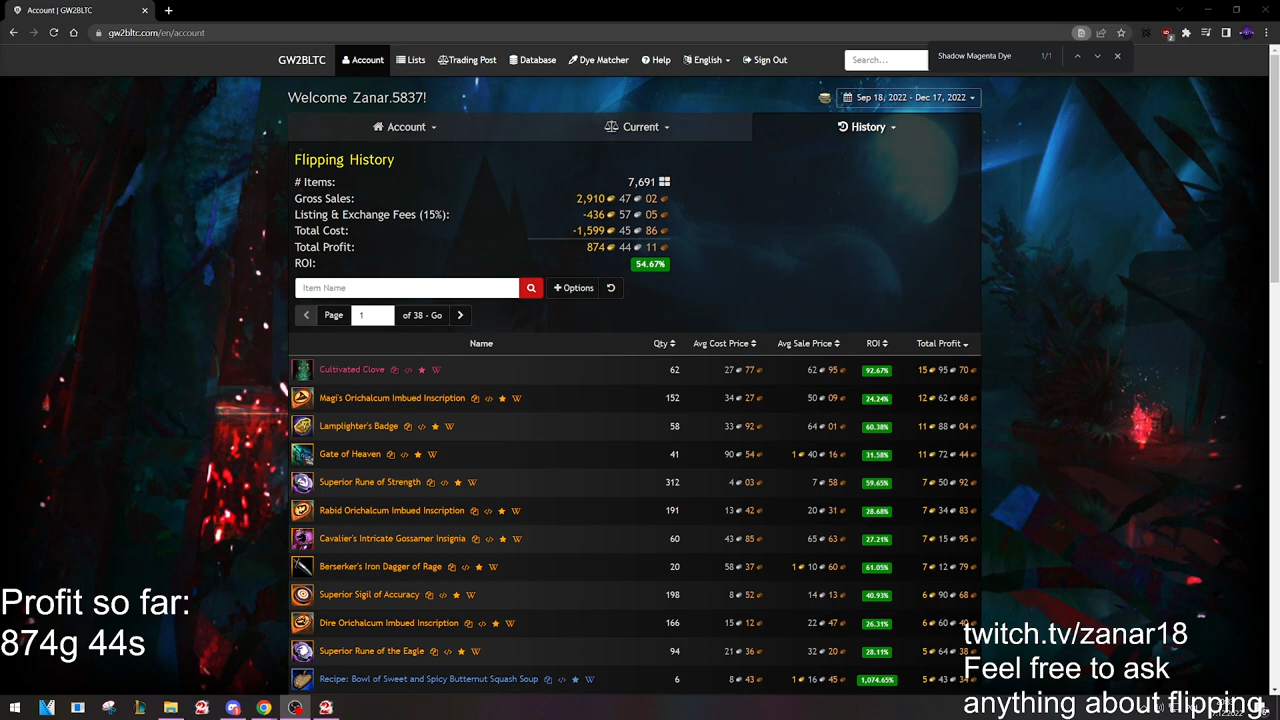 Account | GW2BLTC
gw2bltc.com/en/account
Shadow Magenta Dye 1/1
GW2BLTC Account Lists Trading Post Database Dye Matcher Help English Sign Out Search...
Welcome Zanar.5837! Sep 18, 2022 - Dec 17, 2022
Account Current History
Flipping History
# Items: 7,691
Gross Sales: 2,910 47 02
Listing & Exchange Fees (15%): -436 57 05
Total Cost: -1,599 45 86
Total Profit: 874 44 11
ROI: 54.67%
Item Name + Options
Page 1 of 38 - Go
Name Qty Avg Cost Price Avg Sale Price ROI Total Profit
Cultivated Clove W 62 27 77 62 95 92.67% 15 95 70
Magi's Orichalcum Imbued Inscription W 152 34 27 50 09 24.24% 12 62 68
Lamplighter's Badge W 58 33 92 64 01 60.38% 11 88 04
Gate of Heaven W 41 90 54 1 40 16 31.58% 11 72 44
Superior Rune of Strength W 312 4 03 7 58 59.65% 7 50 92
Rabid Orichalcum Imbued Inscription W 191 13 42 20 31 28.68% 7 34 83
Cavalier's Intricate Gossamer Insignia W 60 43 85 65 63 27.21% 7 15 95
Berserker's Iron Dagger of Rage W 20 58 37 1 10 60 61.05% 7 12 79
Superior Sigil of Accuracy W 198 8 52 14 13 40.93% 6 90 68
Dire Orichalcum Imbued Inscription W 166 15 12 22 47 26.31% 6 60 40
Superior Rune of the Eagle W 94 21 36 32 20 28.11% 5 64 38
Recipe: Bowl of Sweet and Spicy Butternut Squash Soup W 6 8 43 1 16 45 1,074.65% 5 43 34
Profit so far:
874g 44s
twitch.tv/zanar18
Feel free to ask
anything about flipping.